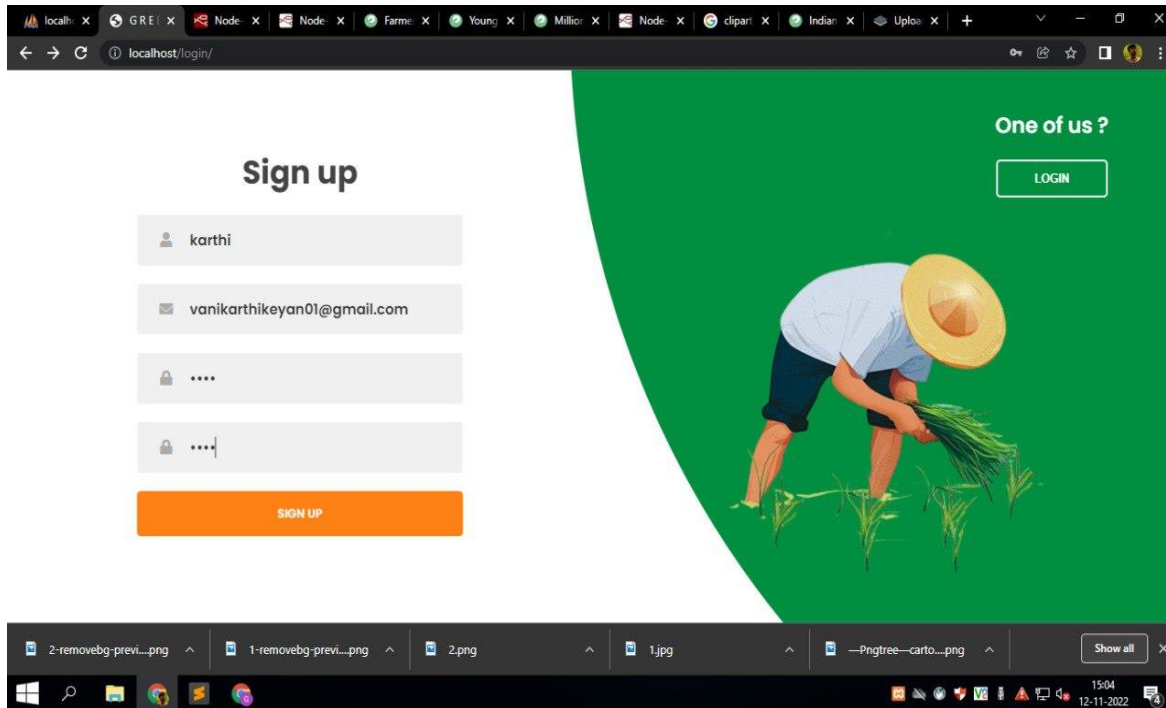 localh
GREE
Node-
Node-
Farme
Young
Million
Node-
clipart
Indian
Uploa
localhost/login/
One of us ?
LOGIN
Sign up
karthi
vanikarthikeyan01@gmail.com
••••
••••
SIGN UP
2-removebg-previ....png
1-removebg-previ....png
2.png
1.jpg
—Pngtree—carto....png
Show all
15:04
12-11-2022